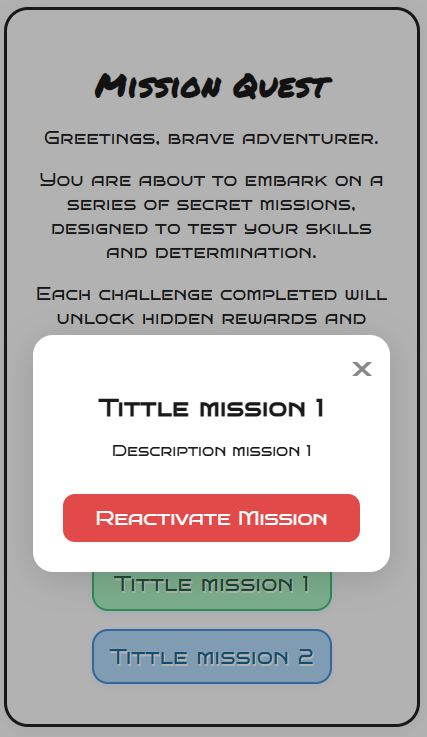 Mission Quest
Greetings, brave adventurer.
You are about to embark on a
series of secret missions,
designed to test your skills
and determination.
Each challenge completed will
unlock hidden rewards and
×
Tittle mission 1
Description mission 1
Reactivate Mission
Tittle mission 1
Tittle mission 2